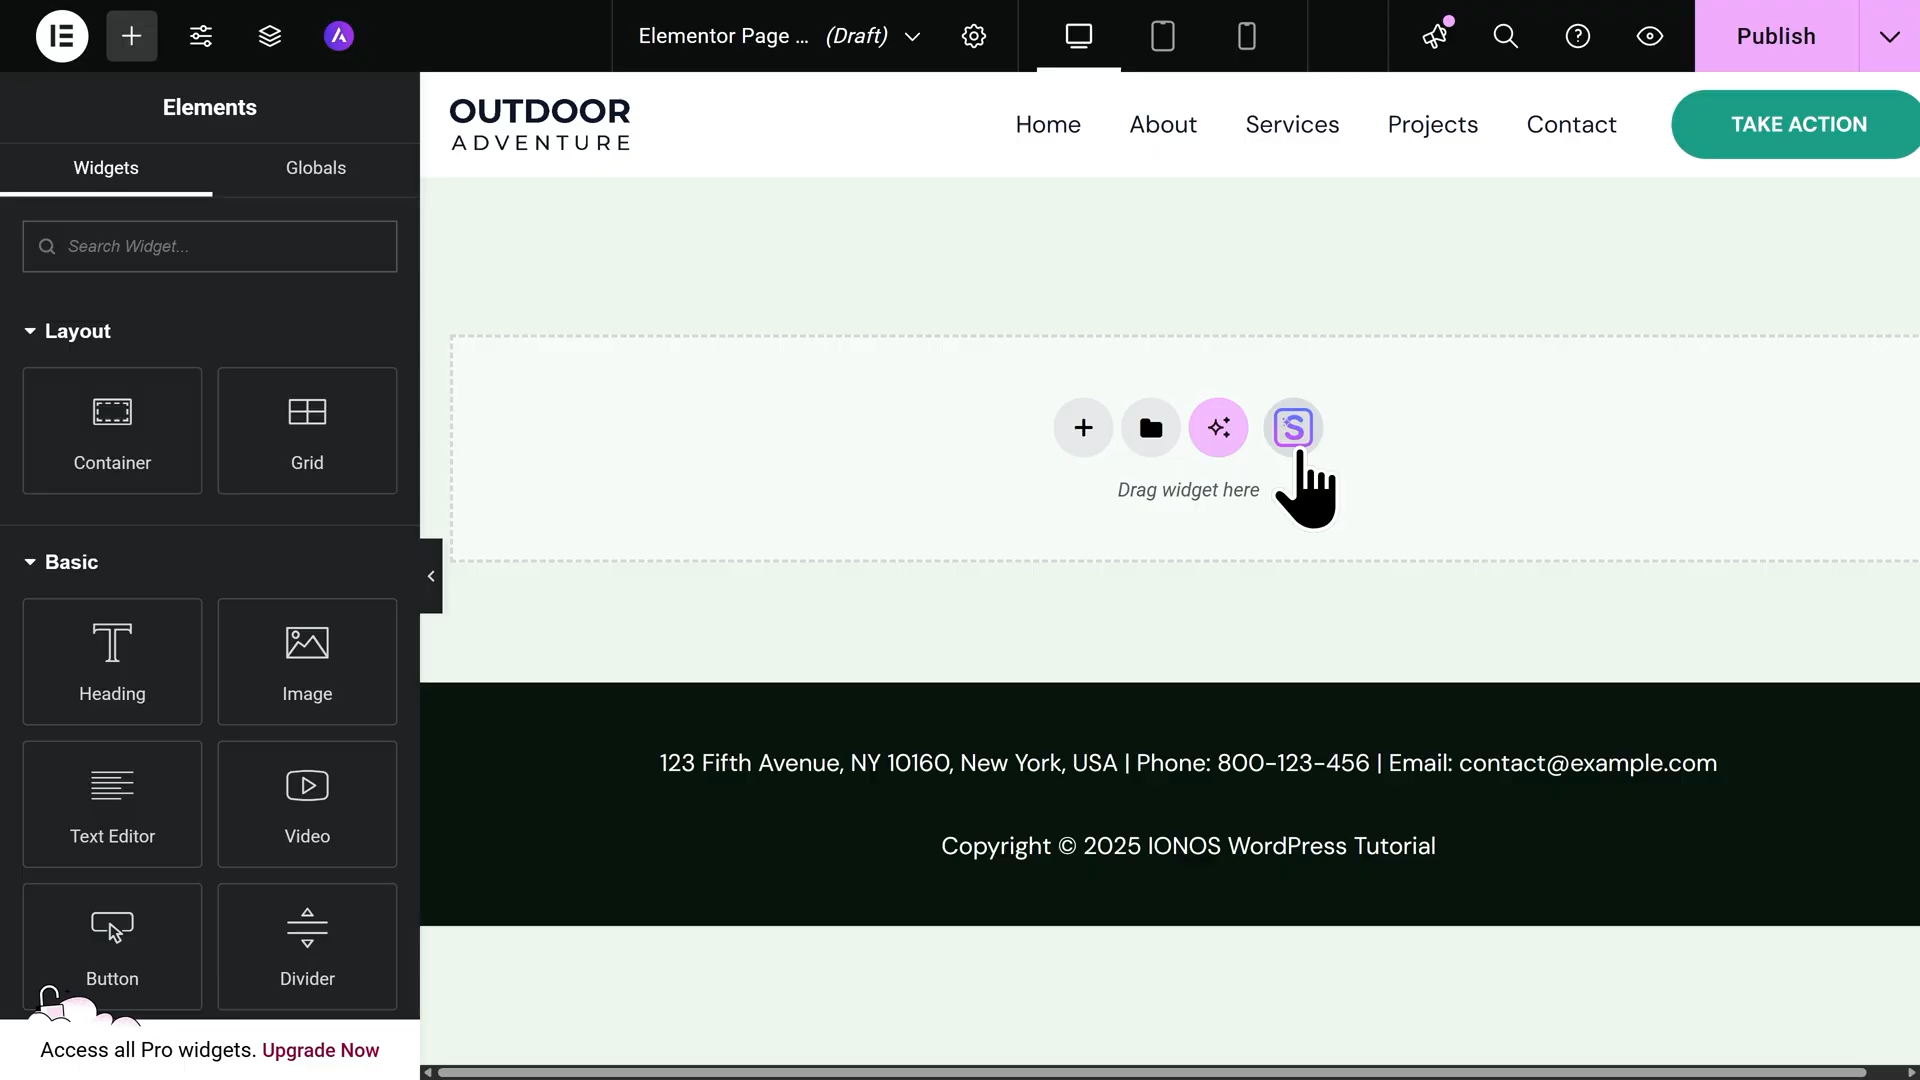 Elementor Page ... (Draft)
Publish
Elements
Widgets
Globals
Search Widget...
Layout
Container
Grid
Basic
Heading
Image
Text Editor
Video
Button
Divider
Access all Pro widgets. Upgrade Now
OUTDOOR
ADVENTURE
Home
About
Services
Projects
Contact
TAKE ACTION
S
Drag widget here
123 Fifth Avenue, NY 10160, New York, USA | Phone: 800-123-456 | Email: contact@example.com
Copyright © 2025 IONOS WordPress Tutorial